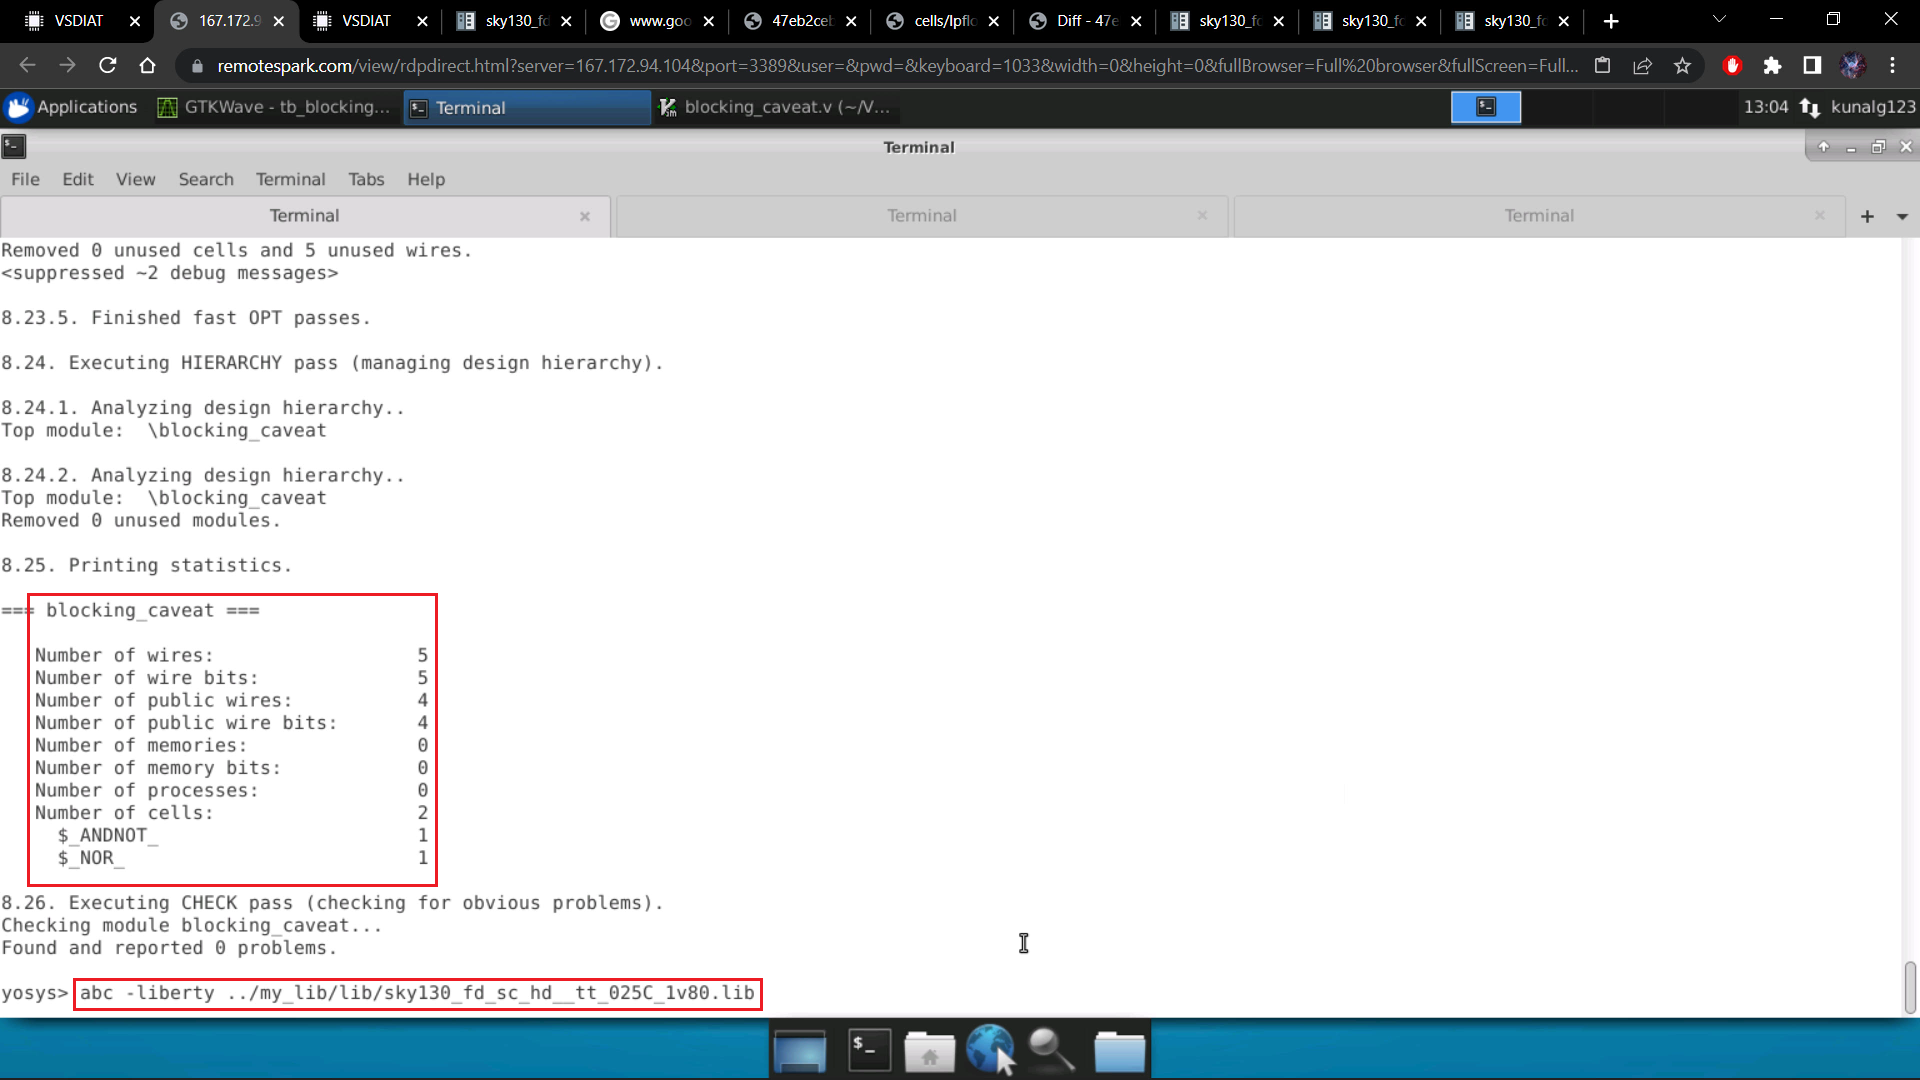 VSDIAT
167.172.9
VSDIAT
sky130_fd
www.goo
47eb2ceb
cells/lpflo
Diff - 47e
sky130_fd
sky130_fd
sky130_fd
remotespark.com/view/rdpdirect.html?server=167.172.94.104&port=3389&user=&pwd=&keyboard=1033&width=0&height=0&fullBrowser=Full%20browser&fullScreen=Full...
Applications
GTKWave - tb_blocking...
Terminal
blocking_caveat.v (~/V...
13:04
kunalg123
Terminal
File Edit View Search Terminal Tabs Help
Terminal
Terminal
Terminal
Removed 0 unused cells and 5 unused wires.
<suppressed ~2 debug messages>
8.23.5. Finished fast OPT passes.
8.24. Executing HIERARCHY pass (managing design hierarchy).
8.24.1. Analyzing design hierarchy..
Top module:  \blocking_caveat
8.24.2. Analyzing design hierarchy..
Top module:  \blocking_caveat
Removed 0 unused modules.
8.25. Printing statistics.
=== blocking_caveat ===
Number of wires: 5
Number of wire bits: 5
Number of public wires: 4
Number of public wire bits: 4
Number of memories: 0
Number of memory bits: 0
Number of processes: 0
Number of cells: 2
$_ANDNOT_ 1
$_NOR_ 1
8.26. Executing CHECK pass (checking for obvious problems).
Checking module blocking_caveat...
Found and reported 0 problems.
yosys> abc -liberty ../my_lib/lib/sky130_fd_sc_hd__tt_025C_1v80.lib